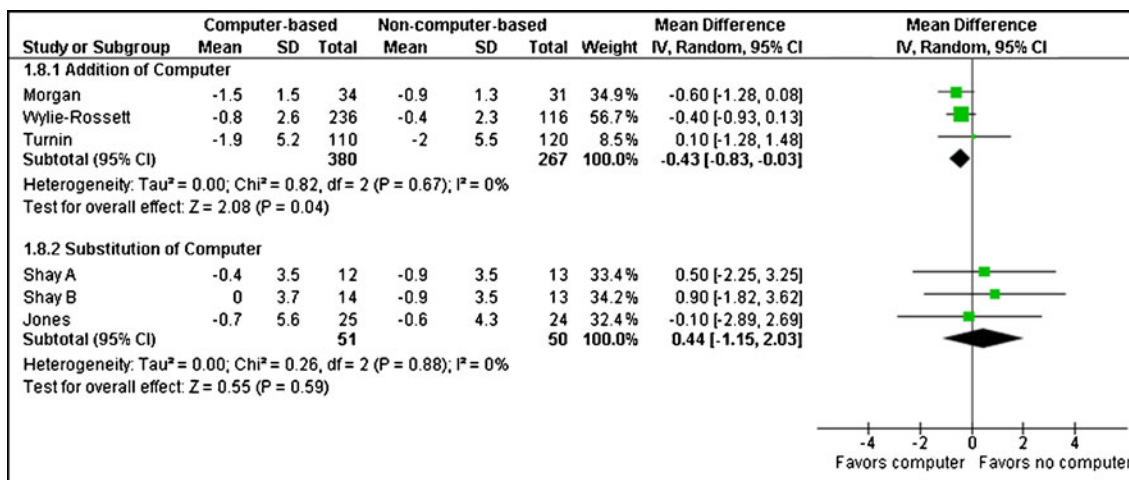 Computer-based Non-computer-based Mean Difference Mean Difference
Study or Subgroup Mean SD Total Mean SD Total Weight IV, Random, 95% CI IV, Random, 95% CI
1.8.1 Addition of Computer
Morgan -1.5 1.5 34 -0.9 1.3 31 34.9% -0.60 [-1.28, 0.08]
Wylie-Rossett -0.8 2.6 236 -0.4 2.3 116 56.7% -0.40 [-0.93, 0.13]
Turnin -1.9 5.2 110 -2 5.5 120 8.5% 0.10 [-1.28, 1.48]
Subtotal (95% CI) 380 267 100.0% -0.43 [-0.83, -0.03]
Heterogeneity: Tau² = 0.00; Chi² = 0.82, df = 2 (P = 0.67); I² = 0%
Test for overall effect: Z = 2.08 (P = 0.04)
1.8.2 Substitution of Computer
Shay A -0.4 3.5 12 -0.9 3.5 13 33.4% 0.50 [-2.25, 3.25]
Shay B 0 3.7 14 -0.9 3.5 13 34.2% 0.90 [-1.82, 3.62]
Jones -0.7 5.6 25 -0.6 4.3 24 32.4% -0.10 [-2.89, 2.69]
Subtotal (95% CI) 51 50 100.0% 0.44 [-1.15, 2.03]
Heterogeneity: Tau² = 0.00; Chi² = 0.26, df = 2 (P = 0.88); I² = 0%
Test for overall effect: Z = 0.55 (P = 0.59)
-4 -2 0 2 4
Favors computer Favors no computer